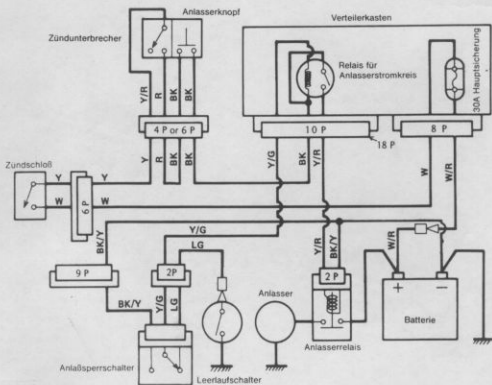 Anlasserknopf
Zündunterbrecher
Verteilerkasten
Relais für
Anlasserstromkreis
30A Hauptsicherung
Y/R
R
BK
BK
4 P or 6 P
10 P
8 P
18 P
Y
R
BK
BK
Y/G
BK
Y/R
W
W/R
Zündschloß
Y
Y
W
W
6 P
BK/Y
Y/G
LG
Y/R
BK/Y
W/R
9 P
2P
2 P
BK/Y
Y/G
LG
Anlasser
+
–
Batterie
Anlasserrelais
Anlaßsperrschalter
Leerlaufschalter